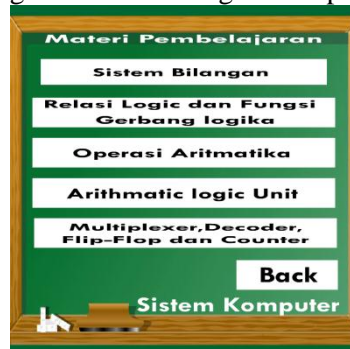 Materi Pembelajaran
Sistem Bilangan
Relasi Logic dan Fungsi
Gerbang logika
Operasi Aritmatika
Arithmatic logic Unit
Multiplexer,Decoder,
Flip-Flop dan Counter
Back
Sistem Komputer